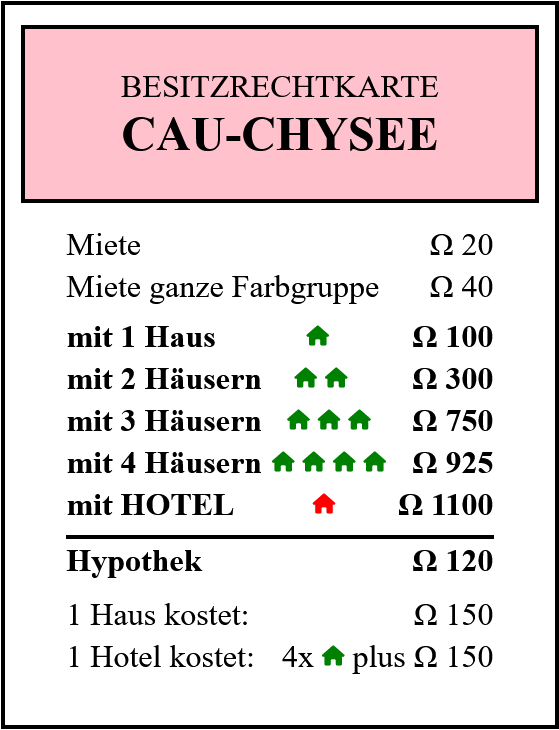 BESITZRECHTKARTE
CAU-CHYSEE
Miete Ω 20
Miete ganze Farbgruppe Ω 40
mit 1 Haus Ω 100
mit 2 Häusern Ω 300
mit 3 Häusern Ω 750
mit 4 Häusern Ω 925
mit HOTEL Ω 1100
Hypothek Ω 120
1 Haus kostet: Ω 150
1 Hotel kostet: 4x plus Ω 150